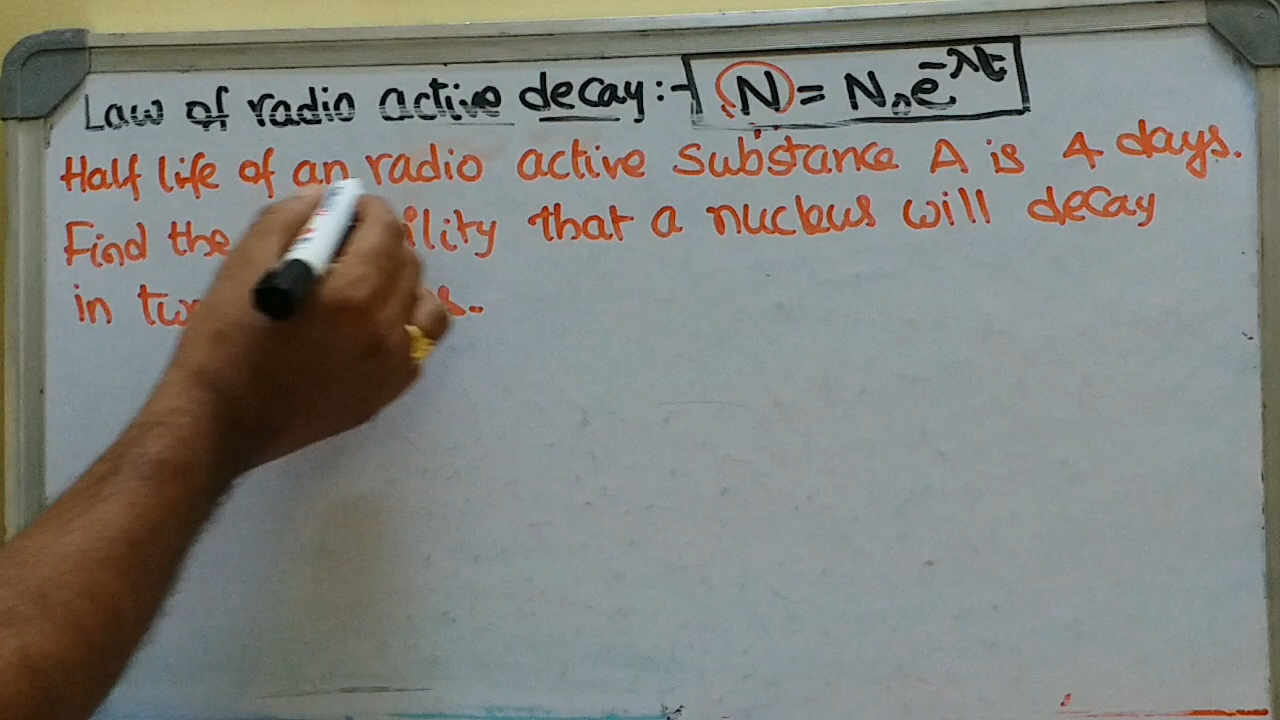 Law of radio active decay:- N = N₀e^-λt
Half life of an radio active substance A is 4 days.
Find the ility that a nucleus will decay
in